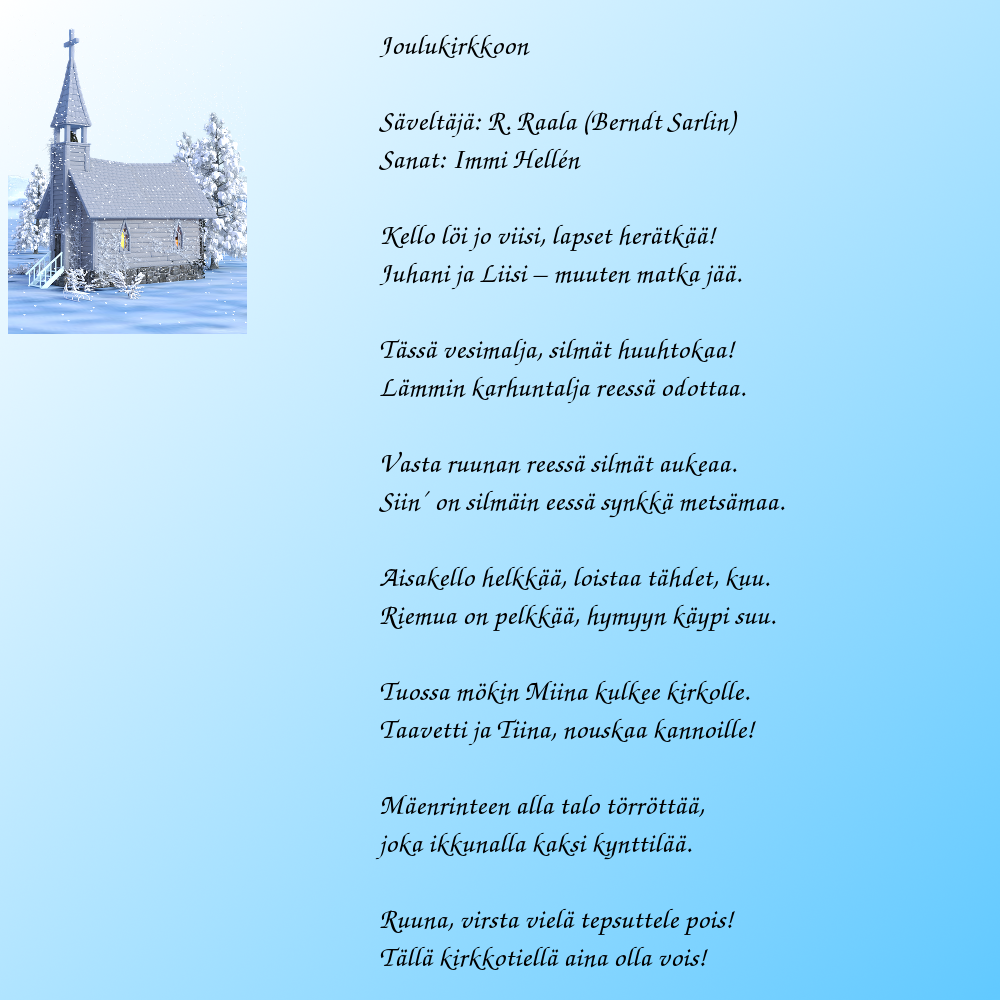 Joulukirkkoon
Säveltäjä: R. Raala (Berndt Sarlin)
Sanat: Immi Hellén
Kello löi jo viisi, lapset herätkää!
Juhani ja Liisi – muuten matka jää.
Tässä vesimalja, silmät huuhtokaa!
Lämmin karhuntalja reessä odottaa.
Vasta ruunan reessä silmät aukeaa.
Siin´ on silmäin eessä synkkä metsämaa.
Aisakello helkkää, loistaa tähdet, kuu.
Riemua on pelkkää, hymyyn käypi suu.
Tuossa mökin Miina kulkee kirkolle.
Taavetti ja Tiina, nouskaa kannoille!
Mäenrinteen alla talo törröttää,
joka ikkunalla kaksi kynttilää.
Ruuna, virsta vielä tepsuttele pois!
Tällä kirkkotiellä aina olla vois!